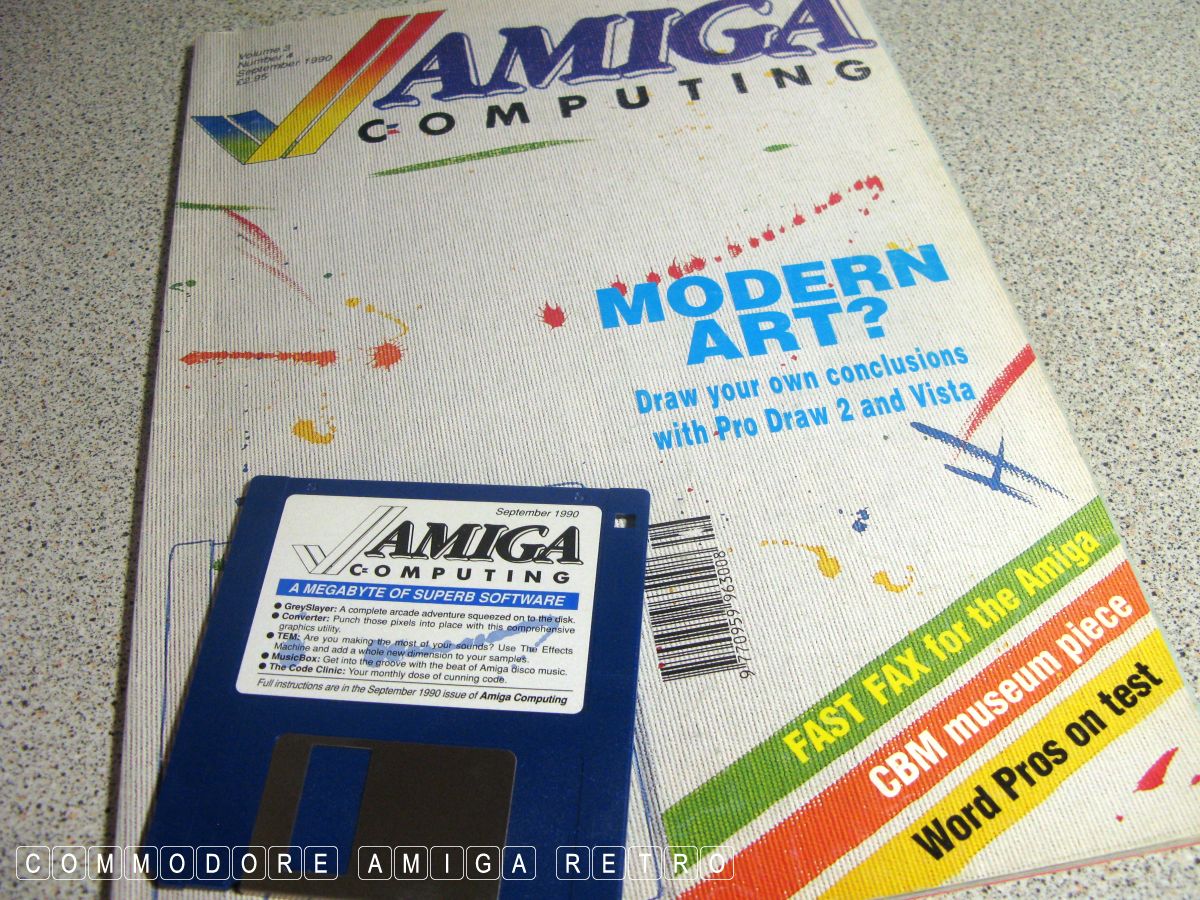 Volume 3
Number 4
September 1990
£2.95
AMIGA
COMPUTING
MODERN
ART?
Draw your own conclusions
with Pro Draw 2 and Vista
September 1990
AMIGA
COMPUTING
A MEGABYTE OF SUPERB SOFTWARE
● GreySlayer: A complete arcade adventure squeezed on to the disk.
● Converter: Punch those pixels into place with this comprehensive
graphics utility.
● TEM: Are you making the most of your sounds? Use The Effects
Machine and add a whole new dimension to your samples.
● MusicBox: Get into the groove with the beat of Amiga disco music.
● The Code Clinic: Your monthly dose of cunning code.
Full instructions are in the September 1990 issue of Amiga Computing
9 770959 963008
FAST FAX for the Amiga
CBM museum piece
Word Pros on test
COMMODORE AMIGA RETRO